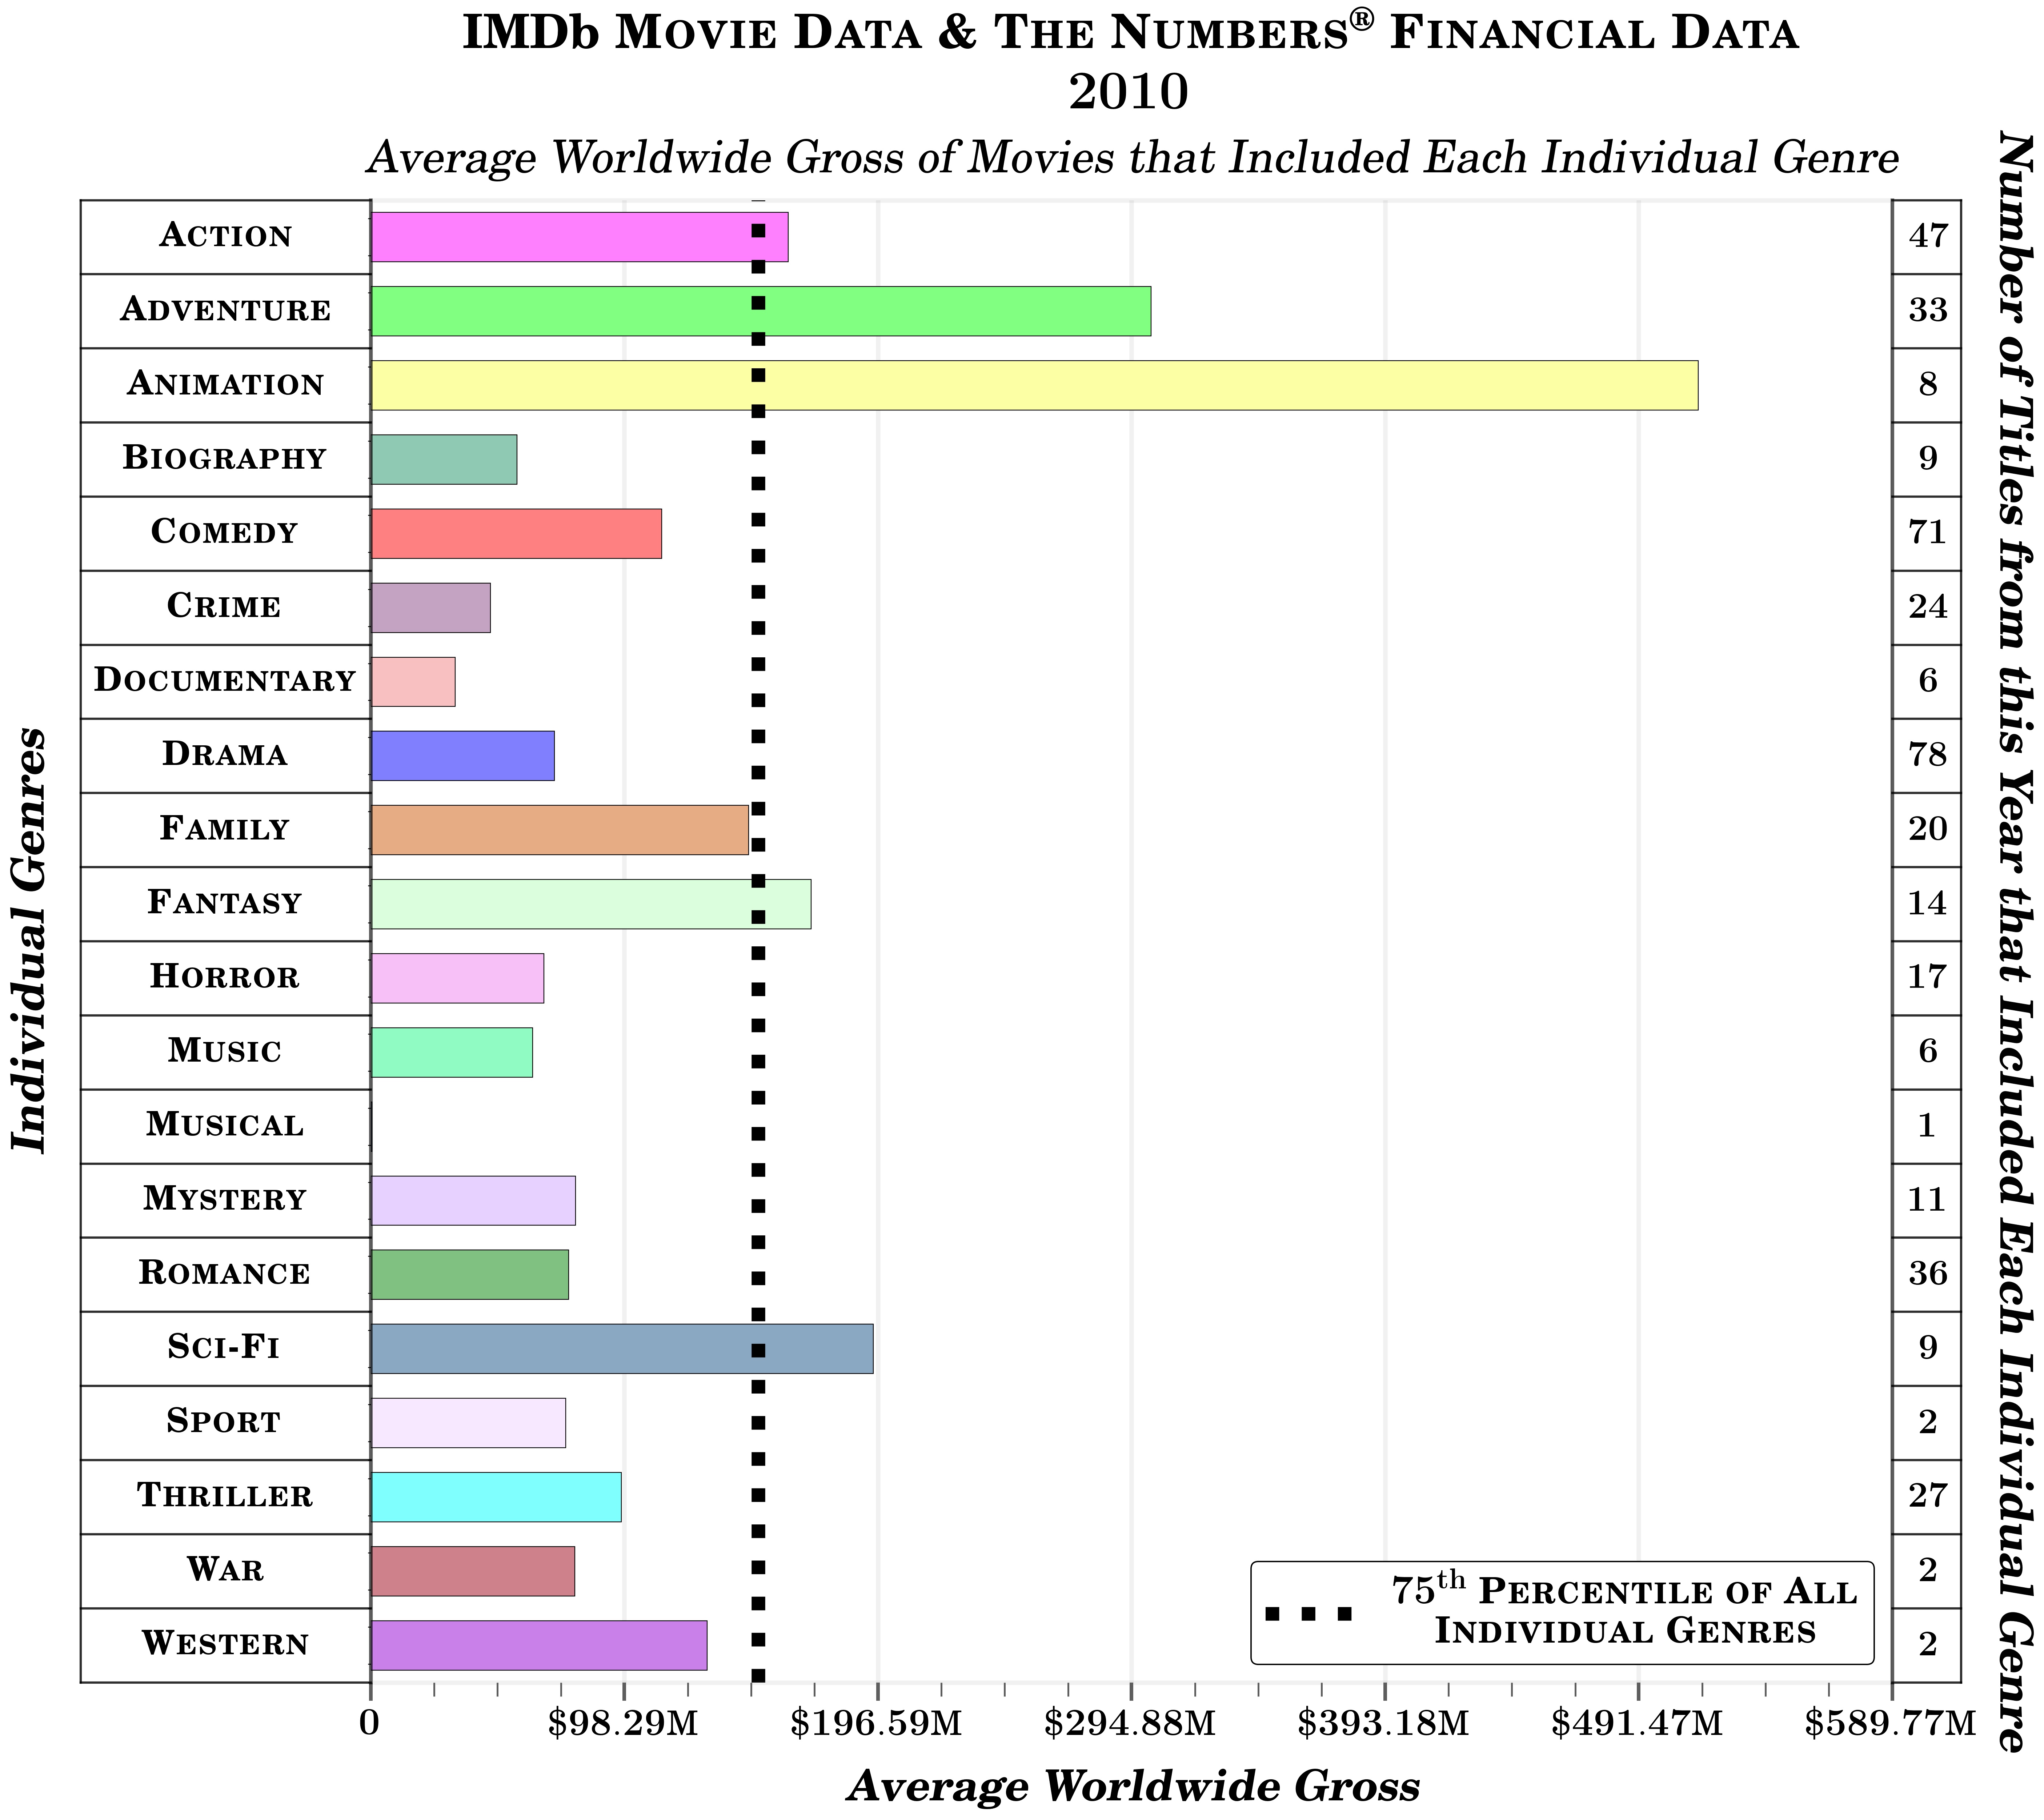 IMDb MOVIE DATA & THE NUMBERS® FINANCIAL DATA
2010
Average Worldwide Gross of Movies that Included Each Individual Genre
Individual Genres
ACTION 47
ADVENTURE 33
ANIMATION 8
BIOGRAPHY 9
COMEDY 71
CRIME 24
DOCUMENTARY 6
DRAMA 78
FAMILY 20
FANTASY 14
HORROR 17
MUSIC 6
MUSICAL 1
MYSTERY 11
ROMANCE 36
SCI-FI 9
SPORT 2
THRILLER 27
WAR 2
WESTERN 2
75th PERCENTILE OF ALL
INDIVIDUAL GENRES
0 $98.29M $196.59M $294.88M $393.18M $491.47M $589.77M
Average Worldwide Gross
Number of Titles from this Year that Included Each Individual Genre